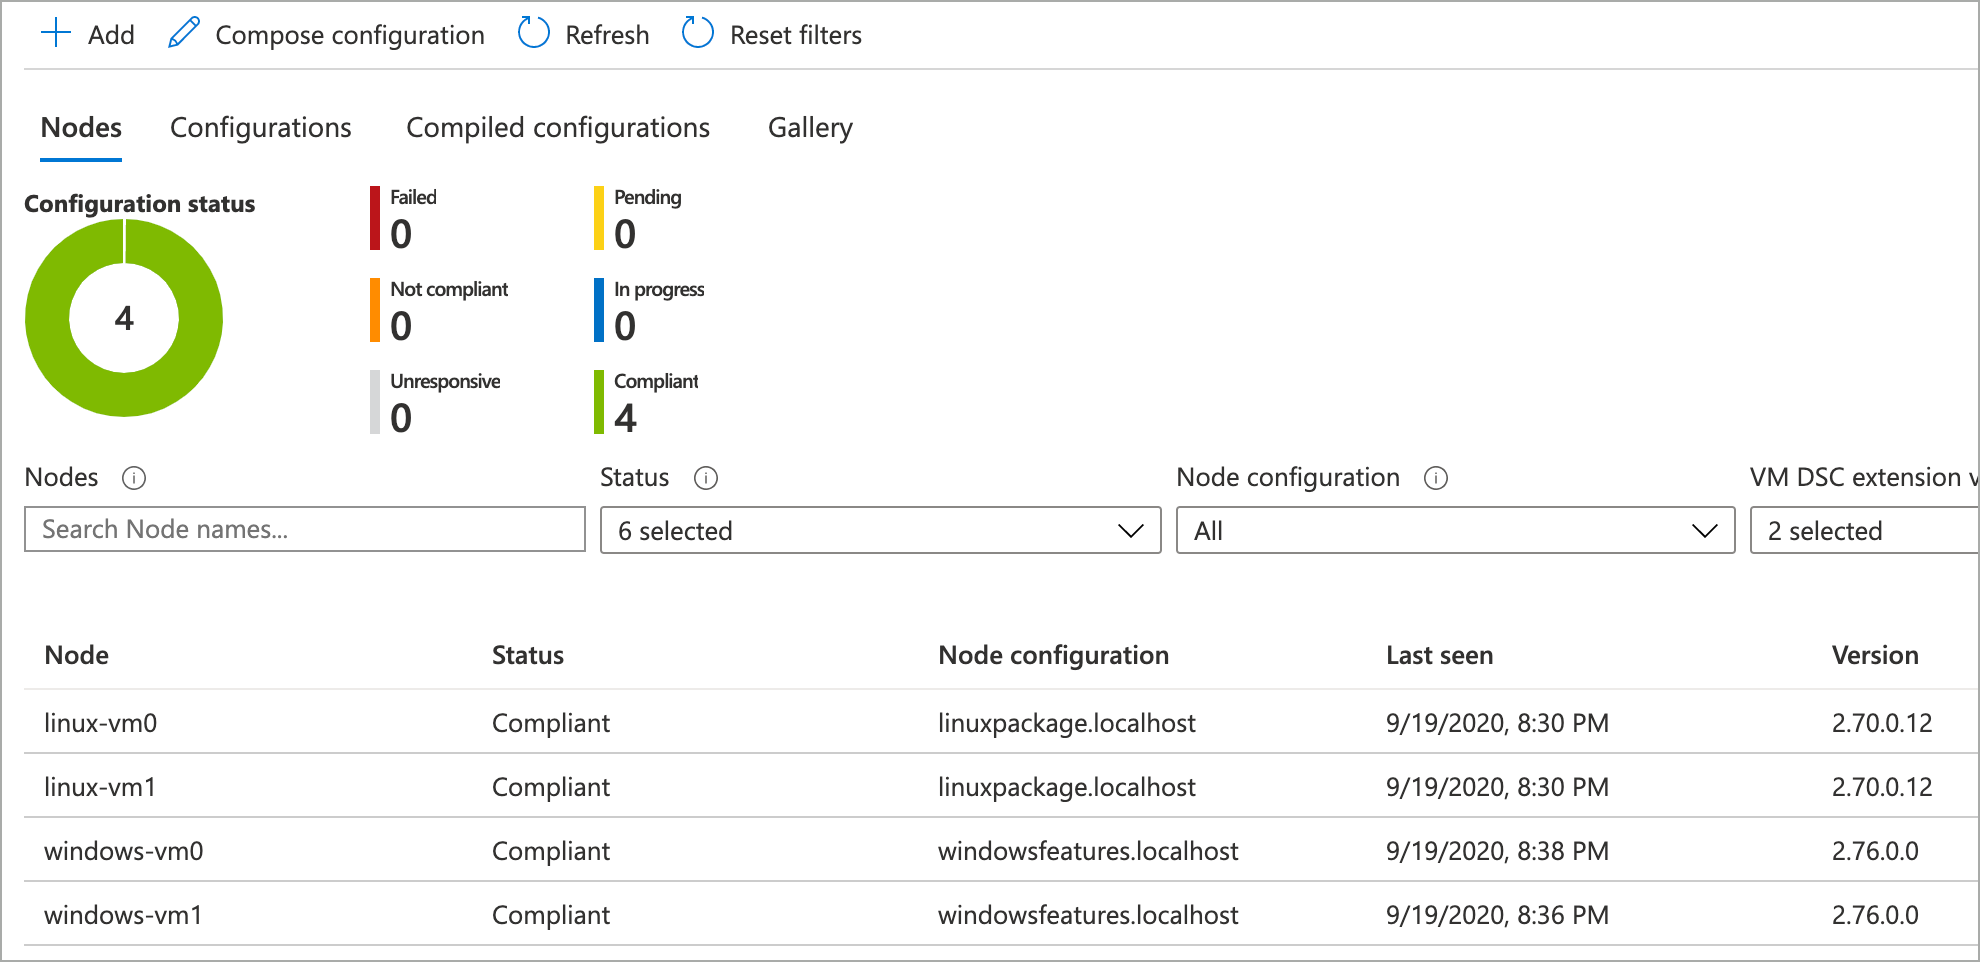 Add Compose configuration Refresh Reset filters
Nodes Configurations Compiled configurations Gallery
Configuration status
4
Failed
0
Pending
0
Not compliant
0
In progress
0
Unresponsive
0
Compliant
4
Nodes Status Node configuration VM DSC extension v
Search Node names... 6 selected All 2 selected
Node Status Node configuration Last seen Version
linux-vm0 Compliant linuxpackage.localhost 9/19/2020, 8:30 PM 2.70.0.12
linux-vm1 Compliant linuxpackage.localhost 9/19/2020, 8:30 PM 2.70.0.12
windows-vm0 Compliant windowsfeatures.localhost 9/19/2020, 8:38 PM 2.76.0.0
windows-vm1 Compliant windowsfeatures.localhost 9/19/2020, 8:36 PM 2.76.0.0